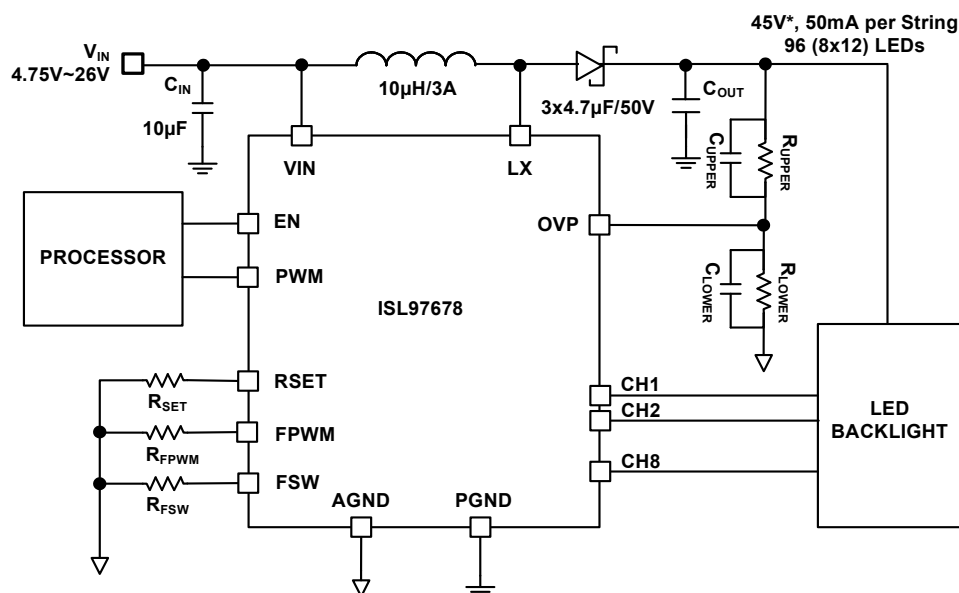 45V*, 50mA per String
96 (8x12) LEDs
VIN
4.75V~26V
CIN
10µF
10µH/3A
3x4.7µF/50V
COUT
CUPPER
RUPPER
VIN
LX
PROCESSOR
EN
PWM
OVP
ISL97678
CLOWER
RLOWER
RSET
RSET
FPWM
RFPWM
FSW
RFSW
AGND
PGND
CH1
CH2
CH8
LED
BACKLIGHT